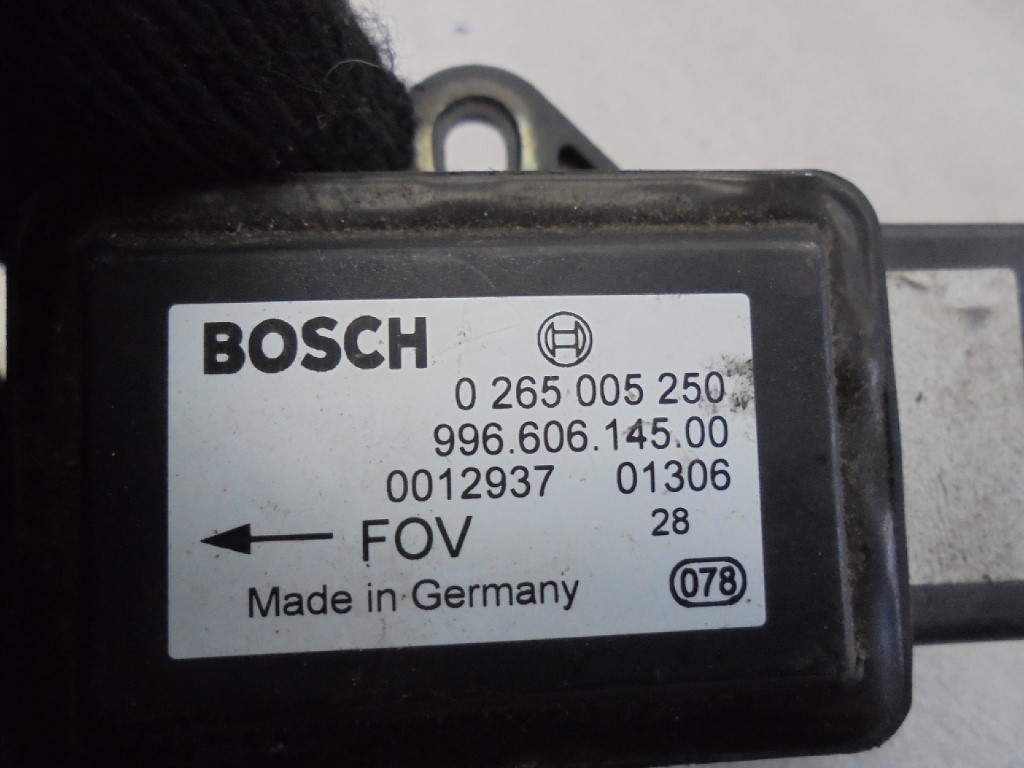 BOSCH
0 265 005 250
996.606.145.00
0012937 01306
FOV 28
Made in Germany 078